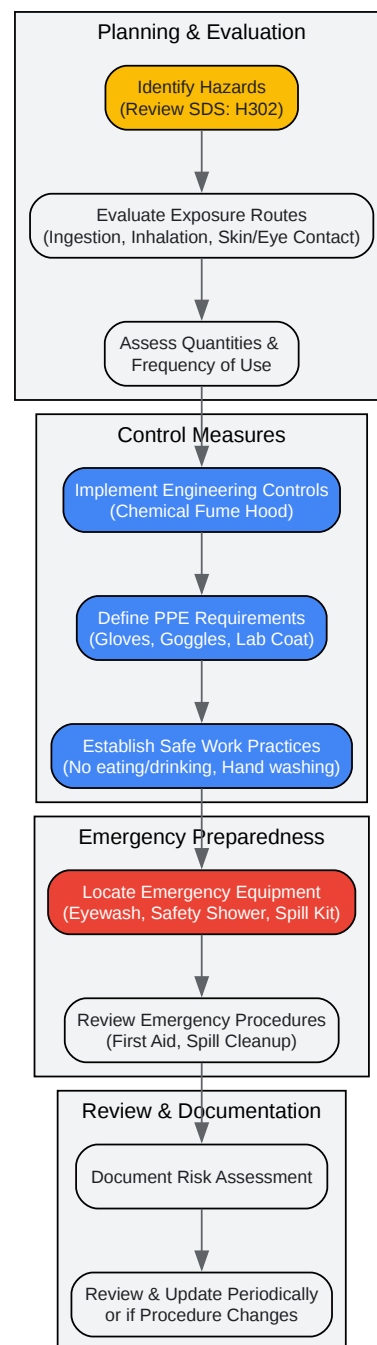 Planning & Evaluation
Identify Hazards
(Review SDS: H302)
Evaluate Exposure Routes
(Ingestion, Inhalation, Skin/Eye Contact)
Assess Quantities &
Frequency of Use
Control Measures
Implement Engineering Controls
(Chemical Fume Hood)
Define PPE Requirements
(Gloves, Goggles, Lab Coat)
Establish Safe Work Practices
(No eating/drinking, Hand washing)
Emergency Preparedness
Locate Emergency Equipment
(Eyewash, Safety Shower, Spill Kit)
Review Emergency Procedures
(First Aid, Spill Cleanup)
Review & Documentation
Document Risk Assessment
Review & Update Periodically
or if Procedure Changes